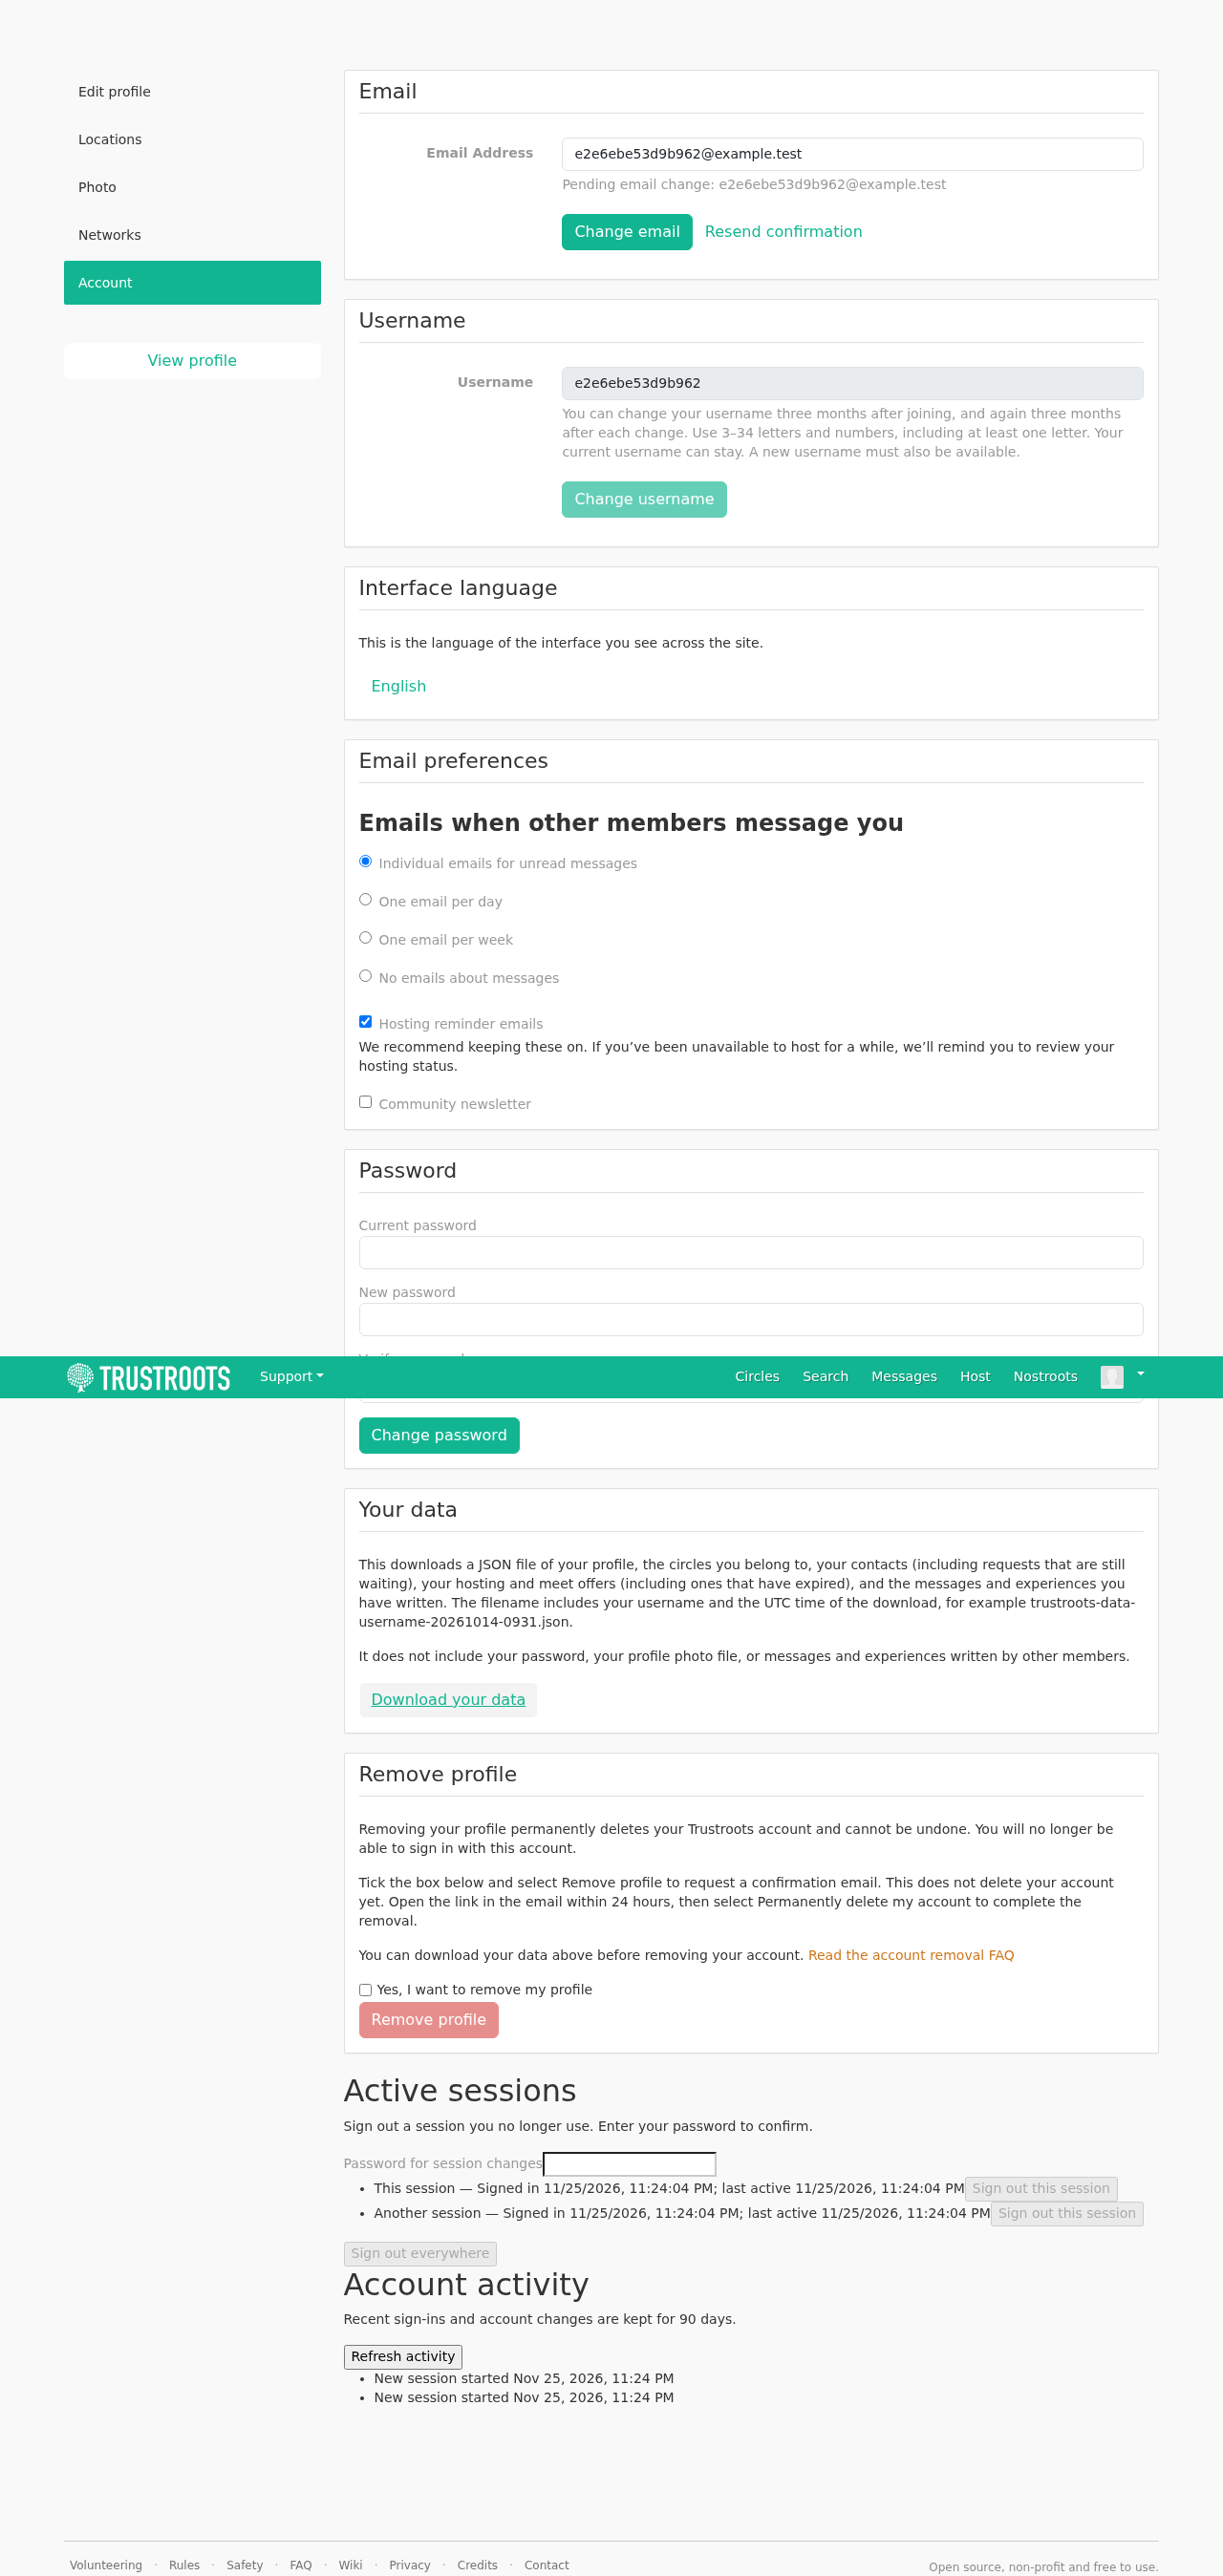 Edit profile
Locations
Photo
Networks
Account
View profile
Email
Email Address
e2e6ebe53d9b962@example.test
Pending email change: e2e6ebe53d9b962@example.test
Change email
Resend confirmation
Username
Username
e2e6ebe53d9b962
You can change your username three months after joining, and again three months
after each change. Use 3–34 letters and numbers, including at least one letter. Your
current username can stay. A new username must also be available.
Change username
Interface language
This is the language of the interface you see across the site.
English
Email preferences
Emails when other members message you
Individual emails for unread messages
One email per day
One email per week
No emails about messages
Hosting reminder emails
We recommend keeping these on. If you’ve been unavailable to host for a while, we’ll remind you to review your
hosting status.
Community newsletter
Password
Current password
New password
TRUSTROOTS
Support
Circles
Search
Messages
Host
Nostroots
Change password
Your data
This downloads a JSON file of your profile, the circles you belong to, your contacts (including requests that are still
waiting), your hosting and meet offers (including ones that have expired), and the messages and experiences you
have written. The filename includes your username and the UTC time of the download, for example trustroots-data-
username-20261014-0931.json.
It does not include your password, your profile photo file, or messages and experiences written by other members.
Download your data
Remove profile
Removing your profile permanently deletes your Trustroots account and cannot be undone. You will no longer be
able to sign in with this account.
Tick the box below and select Remove profile to request a confirmation email. This does not delete your account
yet. Open the link in the email within 24 hours, then select Permanently delete my account to complete the
removal.
You can download your data above before removing your account. Read the account removal FAQ
Yes, I want to remove my profile
Remove profile
Active sessions
Sign out a session you no longer use. Enter your password to confirm.
Password for session changes
• This session — Signed in 11/25/2026, 11:24:04 PM; last active 11/25/2026, 11:24:04 PM Sign out this session
• Another session — Signed in 11/25/2026, 11:24:04 PM; last active 11/25/2026, 11:24:04 PM Sign out this session
Sign out everywhere
Account activity
Recent sign-ins and account changes are kept for 90 days.
Refresh activity
• New session started Nov 25, 2026, 11:24 PM
• New session started Nov 25, 2026, 11:24 PM
Volunteering · Rules · Safety · FAQ · Wiki · Privacy · Credits · Contact
Open source, non-profit and free to use.